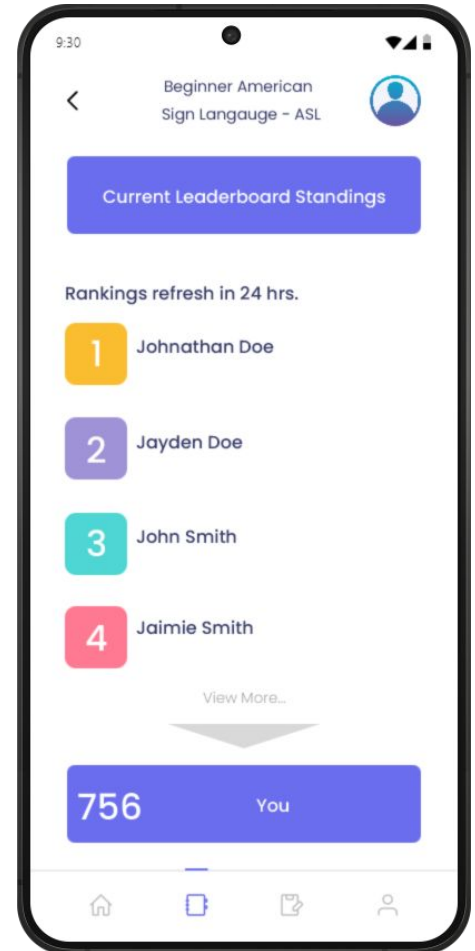 9:30
Beginner American
Sign Langauge - ASL
Current Leaderboard Standings
Rankings refresh in 24 hrs.
1 Johnathan Doe
2 Jayden Doe
3 John Smith
4 Jaimie Smith
View More...
756 You